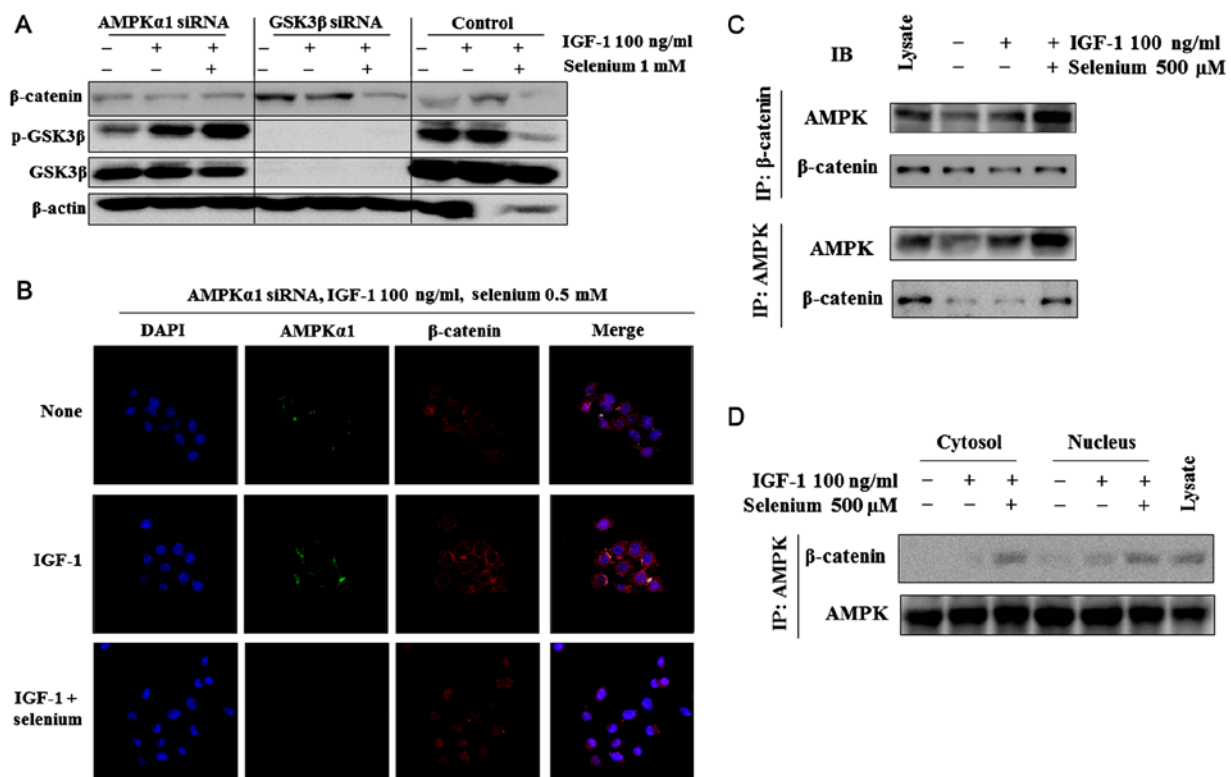 A
AMPKα1 siRNA GSK3β siRNA Control
– + + – + + – + + IGF-1 100 ng/ml
– – + – – + – – + Selenium 1 mM
β-catenin
p-GSK3β
GSK3β
β-actin
B
AMPKα1 siRNA, IGF-1 100 ng/ml, selenium 0.5 mM
DAPI AMPKα1 β-catenin Merge
None
IGF-1
IGF-1 +
selenium
C
IB Lysate
– + + IGF-1 100 ng/ml
– – + Selenium 500 µM
IP: β-catenin
AMPK
β-catenin
IP: AMPK
AMPK
β-catenin
D
Cytosol Nucleus Lysate
IGF-1 100 ng/ml – + + – + +
Selenium 500 µM – – + – – +
IP: AMPK
β-catenin
AMPK